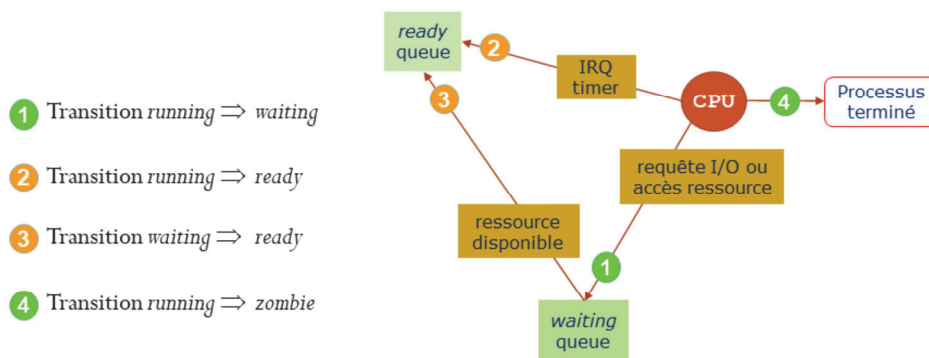 1 Transition running ⇒ waiting
2 Transition running ⇒ ready
3 Transition waiting ⇒ ready
4 Transition running ⇒ zombie
ready
queue
2
IRQ
timer
CPU
4
Processus
terminé
3
requête I/O ou
accès ressource
ressource
disponible
1
waiting
queue